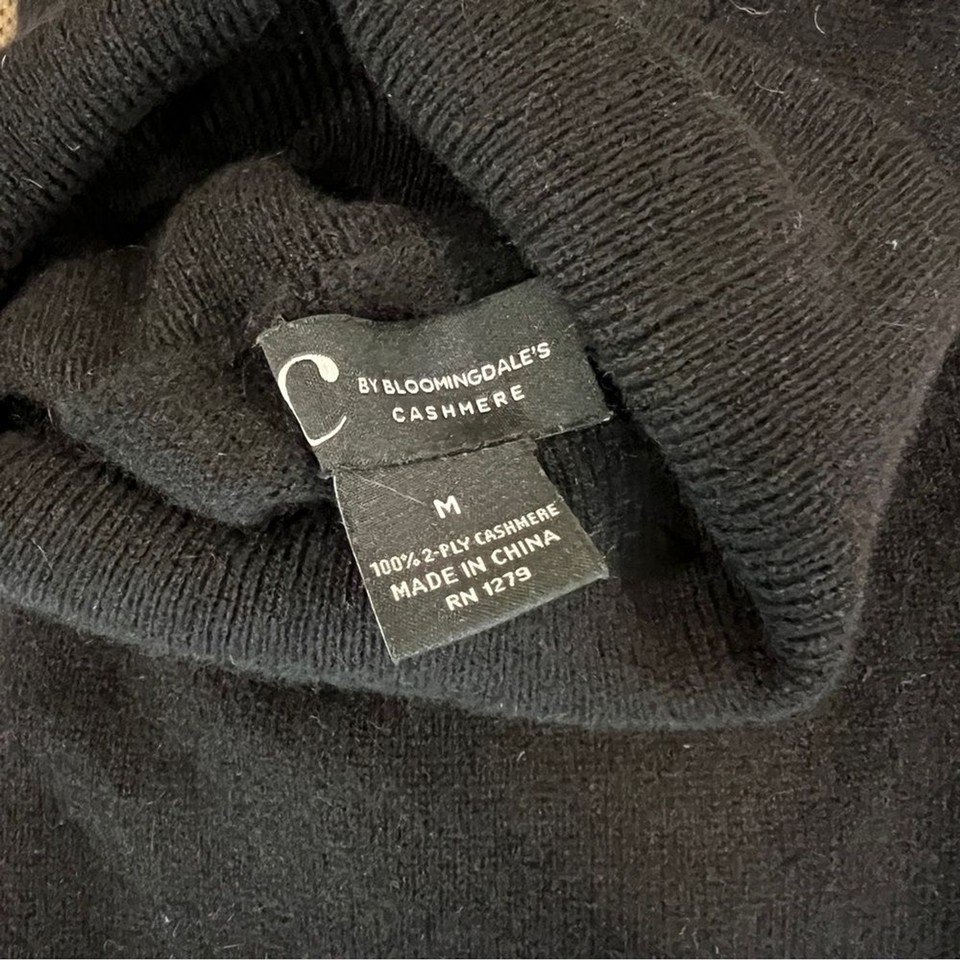 C BY BLOOMINGDALE'S
CASHMERE
M
100% 2-PLY CASHMERE
MADE IN CHINA
RN 1279